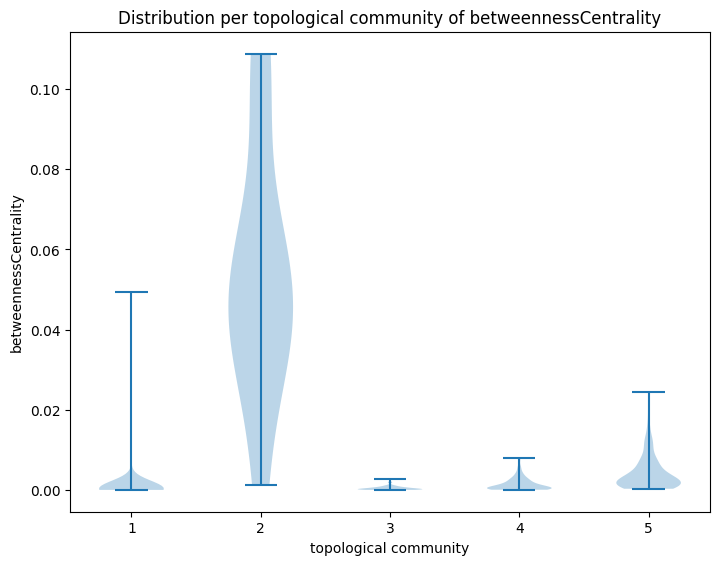 Distribution per topological community of betweennessCentrality
betweennessCentrality
0.10
0.08
0.06
0.04
0.02
0.00
1 2 3 4 5
topological community